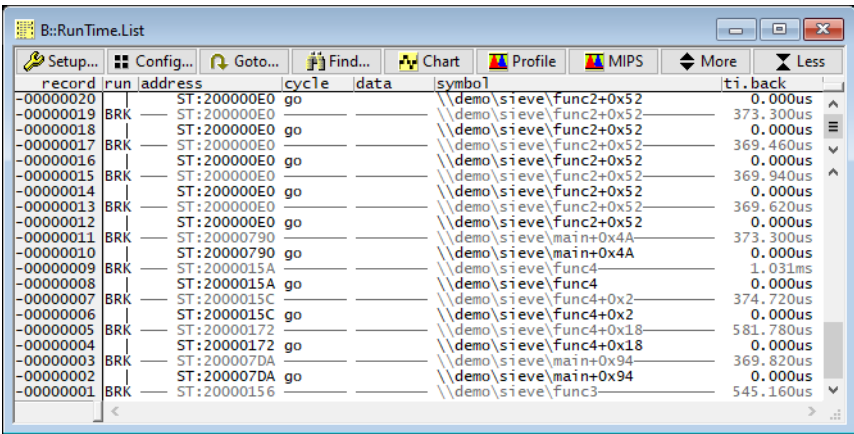 B::RunTime.List
Setup... Config... Goto... Find... Chart Profile MIPS More Less
record run address cycle data symbol ti.back
-00000020 ST:200000E0 go \\demo\sieve\func2+0x52 0.000us
-00000019 BRK ST:200000E0 \\demo\sieve\func2+0x52 373.300us
-00000018 ST:200000E0 go \\demo\sieve\func2+0x52 0.000us
-00000017 BRK ST:200000E0 \\demo\sieve\func2+0x52 369.460us
-00000016 ST:200000E0 go \\demo\sieve\func2+0x52 0.000us
-00000015 BRK ST:200000E0 \\demo\sieve\func2+0x52 369.940us
-00000014 ST:200000E0 go \\demo\sieve\func2+0x52 0.000us
-00000013 BRK ST:200000E0 \\demo\sieve\func2+0x52 369.620us
-00000012 ST:200000E0 go \\demo\sieve\func2+0x52 0.000us
-00000011 BRK ST:20000790 \\demo\sieve\main+0x4A 373.300us
-00000010 ST:20000790 go \\demo\sieve\main+0x4A 0.000us
-00000009 BRK ST:2000015A \\demo\sieve\func4 1.031ms
-00000008 ST:2000015A go \\demo\sieve\func4 0.000us
-00000007 BRK ST:2000015C \\demo\sieve\func4+0x2 374.720us
-00000006 ST:2000015C go \\demo\sieve\func4+0x2 0.000us
-00000005 BRK ST:20000172 \\demo\sieve\func4+0x18 581.780us
-00000004 ST:20000172 go \\demo\sieve\func4+0x18 0.000us
-00000003 BRK ST:200007DA \\demo\sieve\main+0x94 369.820us
-00000002 ST:200007DA go \\demo\sieve\main+0x94 0.000us
-00000001 BRK ST:20000156 \\demo\sieve\func3 545.160us